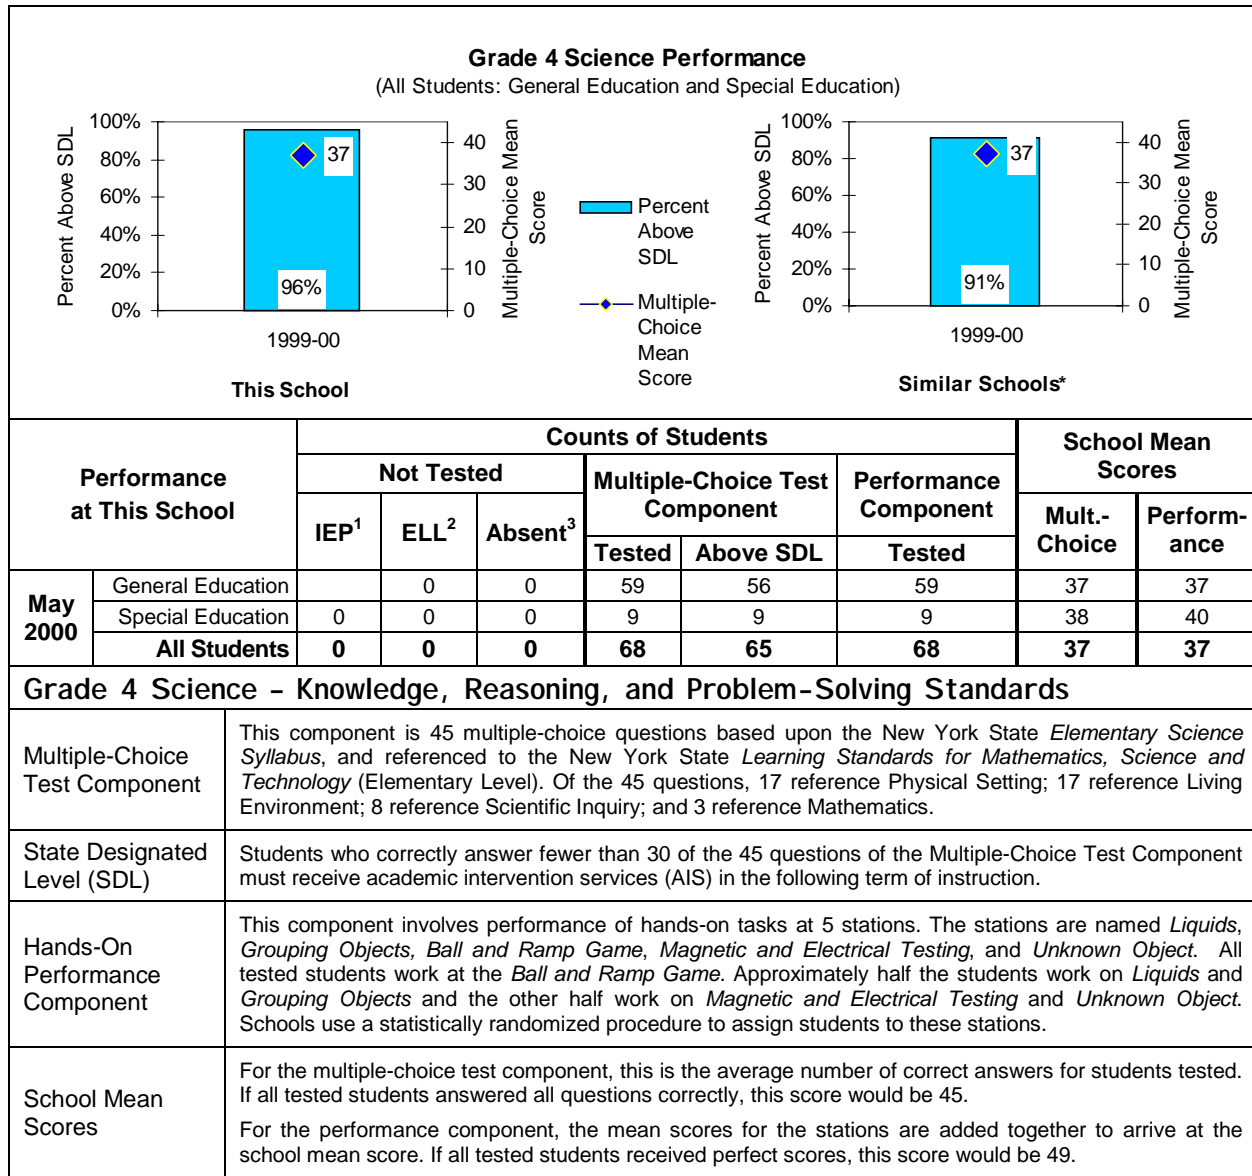 Grade 4 Science Performance
(All Students: General Education and Special Education)
Percent Above SDL
100%
80%
60%
40%
20%
0%
37
96%
40
30
20
10
0
Multiple-Choice Mean
Score
1999-00
This School
Percent
Above
SDL
Multiple-
Choice
Mean
Score
Percent Above SDL
100%
80%
60%
40%
20%
0%
37
91%
40
30
20
10
0
Multiple-Choice Mean
Score
1999-00
Similar Schools*
Performance
at This School
Counts of Students
School Mean
Scores
Not Tested
Multiple-Choice Test
Component
Performance
Component
IEP1 ELL2 Absent3
Tested Above SDL Tested
Mult.-
Choice
Perform-
ance
May
2000
General Education 0 0 59 56 59 37 37
Special Education 0 0 0 9 9 9 38 40
All Students 0 0 0 68 65 68 37 37
Grade 4 Science – Knowledge, Reasoning, and Problem-Solving Standards
Multiple-Choice
Test Component
This component is 45 multiple-choice questions based upon the New York State Elementary Science
Syllabus, and referenced to the New York State Learning Standards for Mathematics, Science and
Technology (Elementary Level). Of the 45 questions, 17 reference Physical Setting; 17 reference Living
Environment; 8 reference Scientific Inquiry; and 3 reference Mathematics.
State Designated
Level (SDL)
Students who correctly answer fewer than 30 of the 45 questions of the Multiple-Choice Test Component
must receive academic intervention services (AIS) in the following term of instruction.
Hands-On
Performance
Component
This component involves performance of hands-on tasks at 5 stations. The stations are named Liquids,
Grouping Objects, Ball and Ramp Game, Magnetic and Electrical Testing, and Unknown Object. All
tested students work at the Ball and Ramp Game. Approximately half the students work on Liquids and
Grouping Objects and the other half work on Magnetic and Electrical Testing and Unknown Object.
Schools use a statistically randomized procedure to assign students to these stations.
School Mean
Scores
For the multiple-choice test component, this is the average number of correct answers for students tested.
If all tested students answered all questions correctly, this score would be 45.
For the performance component, the mean scores for the stations are added together to arrive at the
school mean score. If all tested students received perfect scores, this score would be 49.